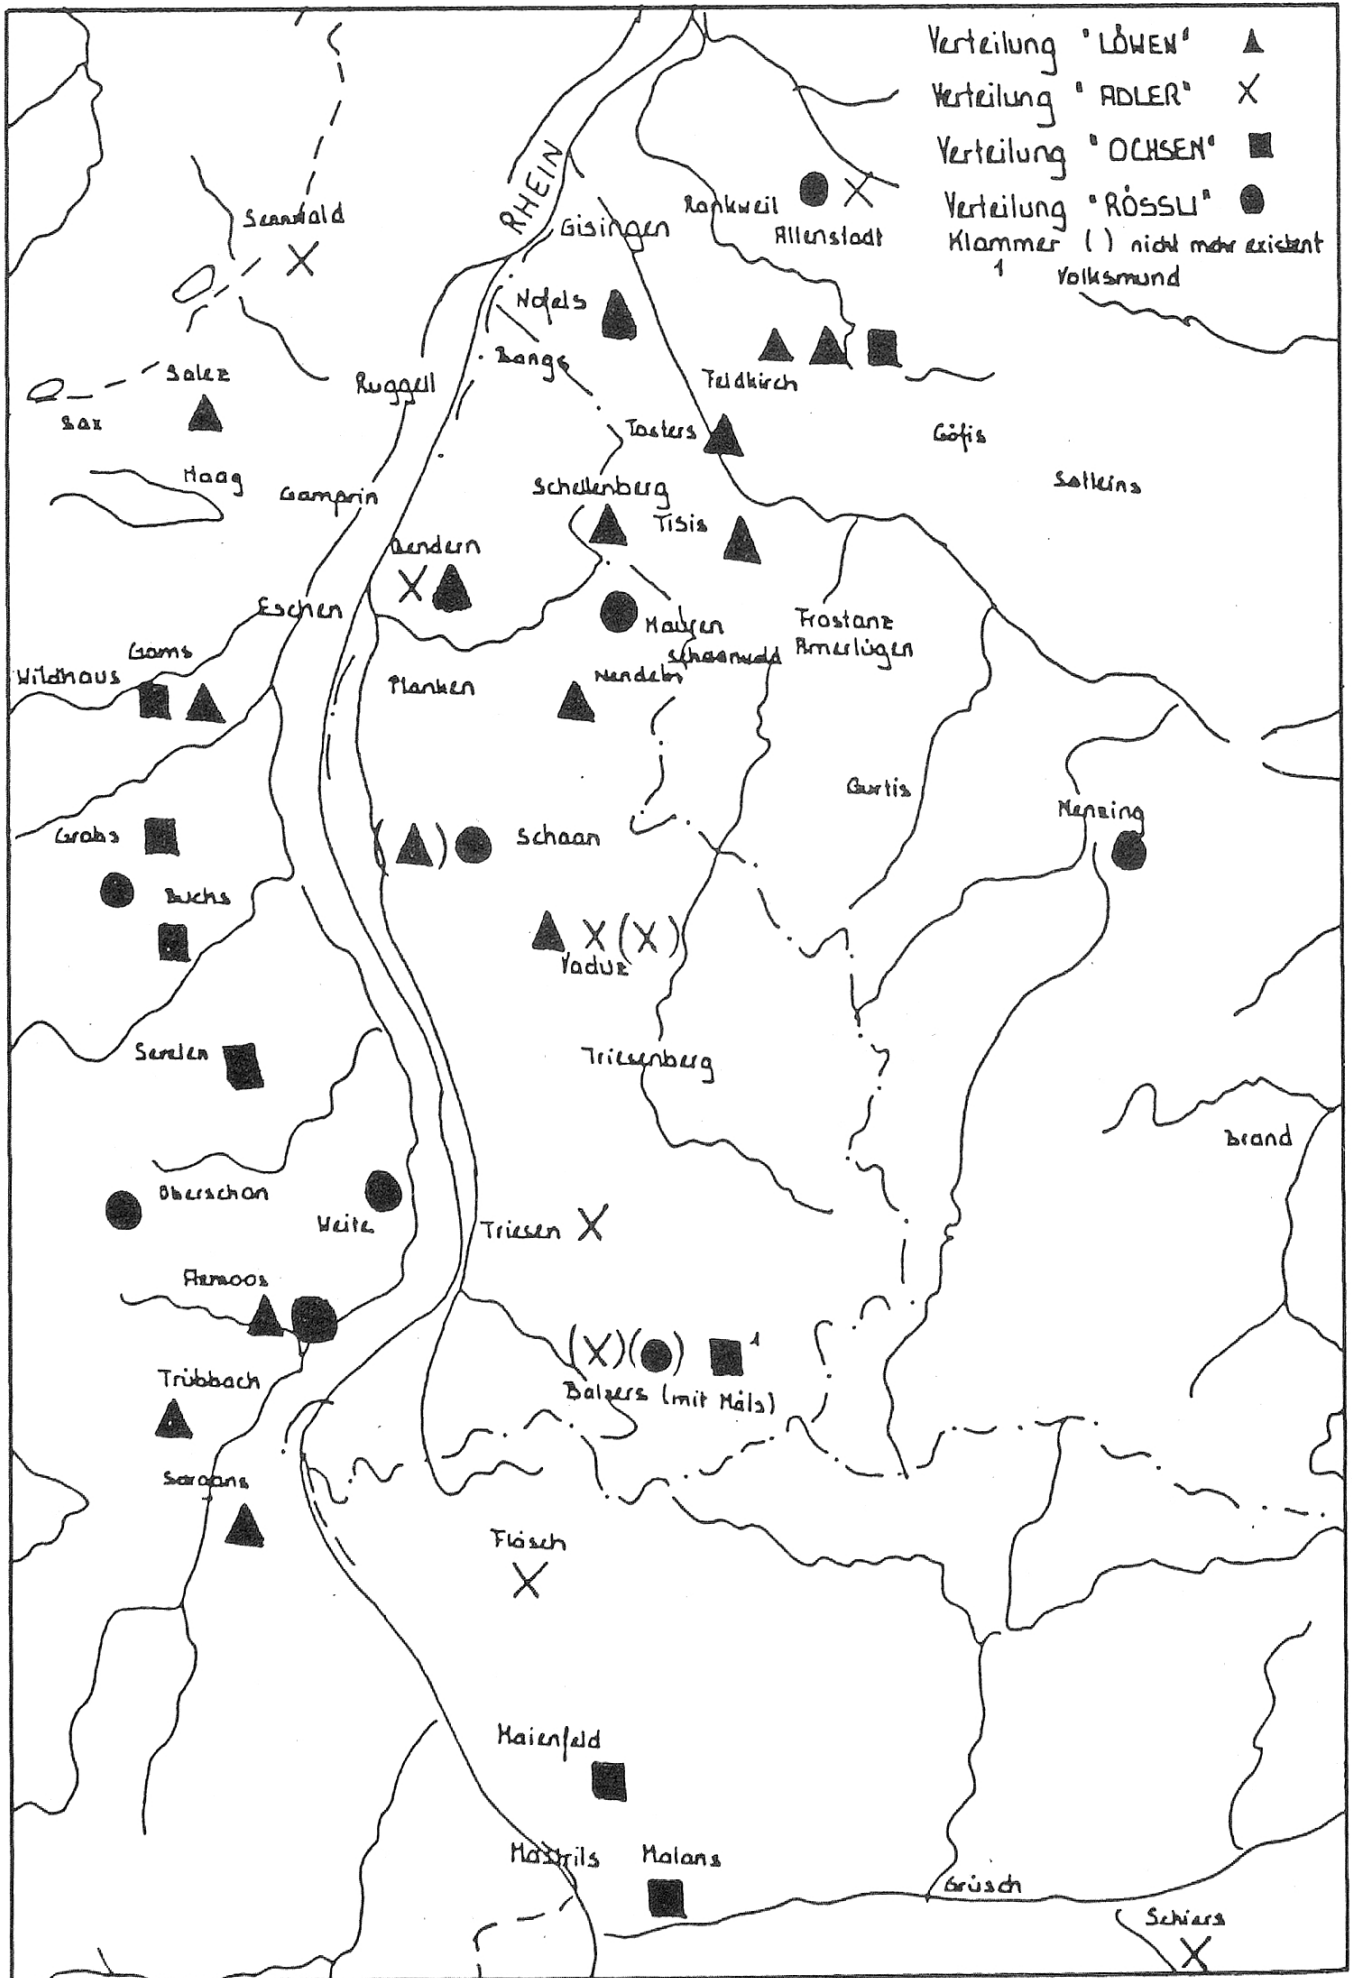 Verteilung "LÖWEN"
Verteilung "ADLER"
Verteilung "OCHSEN"
Verteilung "RÖSSLI"
Klammer ( ) nicht mehr existent
1 Volksmund
RHEIN
Sennwald
Rankweil
Altenstadt
Gisingen
Nofels
Bangs
Salez
Sax
Ruggell
Feldkirch
Tosters
Göfis
Satteins
Haag
Gamprin
Schellenberg
Tisis
Bendern
Eschen
Mauren
Frastanz
Amerlügen
Schaanwald
Gams
Wildhaus
Planken
Nendeln
Gurtis
Nenzing
Grabs
Schaan
Buchs
Vaduz
Sevelen
Triesenberg
Brand
Oberschan
Weite
Triesen
Azmoos
( ) ( ) 1
Balzers (mit Mäls)
Trübbach
Sargans
Fläsch
Maienfeld
Mastrils
Malans
Grüsch
Schiers